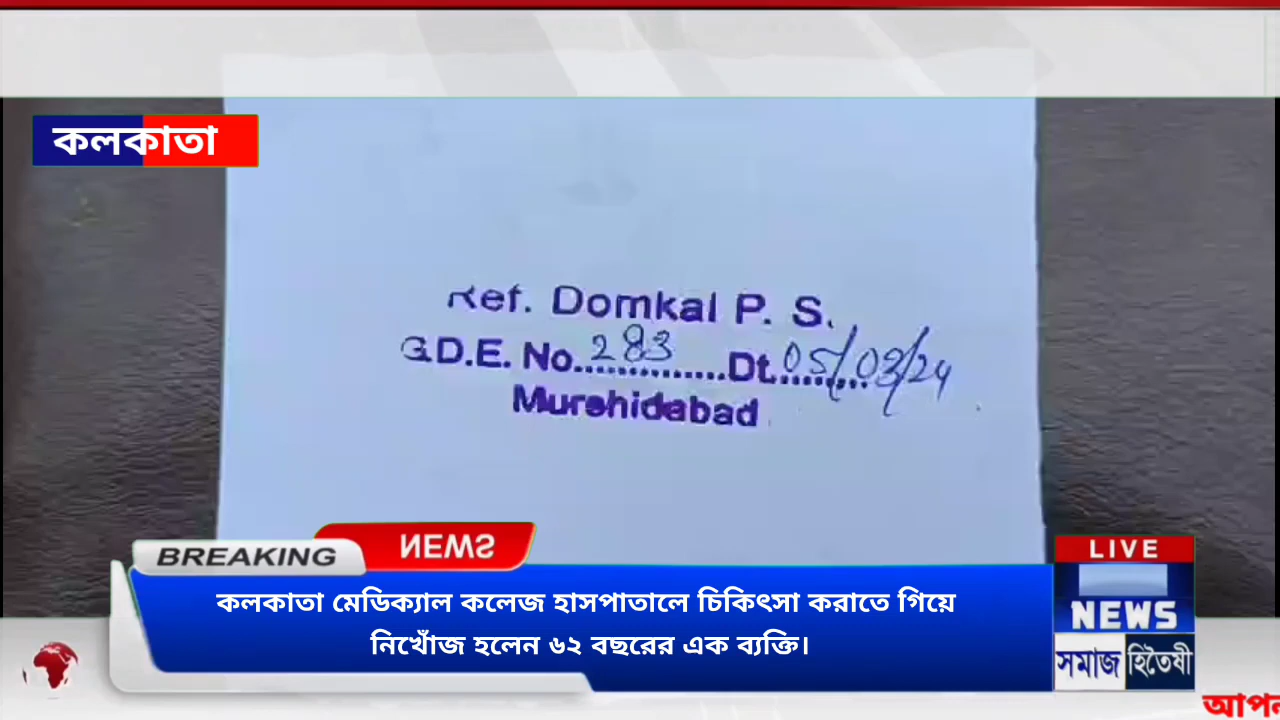 কলকাতা
Ref. Domkal P. S.
G.D.E. No. 283 Dt. 05/03/24
Murshidabad
BREAKING NEWS
কলকাতা মেডিক্যাল কলেজ হাসপাতালে চিকিৎসা করাতে গিয়ে
নিখোঁজ হলেন ৬২ বছরের এক ব্যক্তি।
LIVE
NEWS
সমাজ হিতৈষী